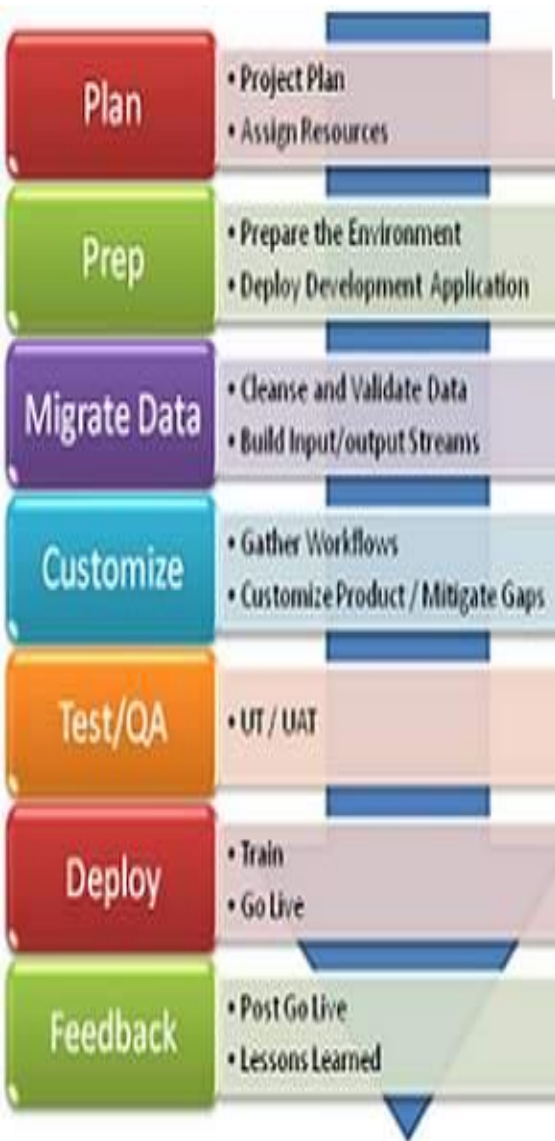 Plan
• Project Plan
• Assign Resources
Prep
• Prepare the Environment
• Deploy Development Application
Migrate Data
• Cleanse and Validate Data
• Build Input/output Streams
Customize
• Gather Workflows
• Customize Product / Mitigate Gaps
Test/QA
• UT / UAT
Deploy
• Train
• Go Live
Feedback
• Post Go Live
• Lessons Learned